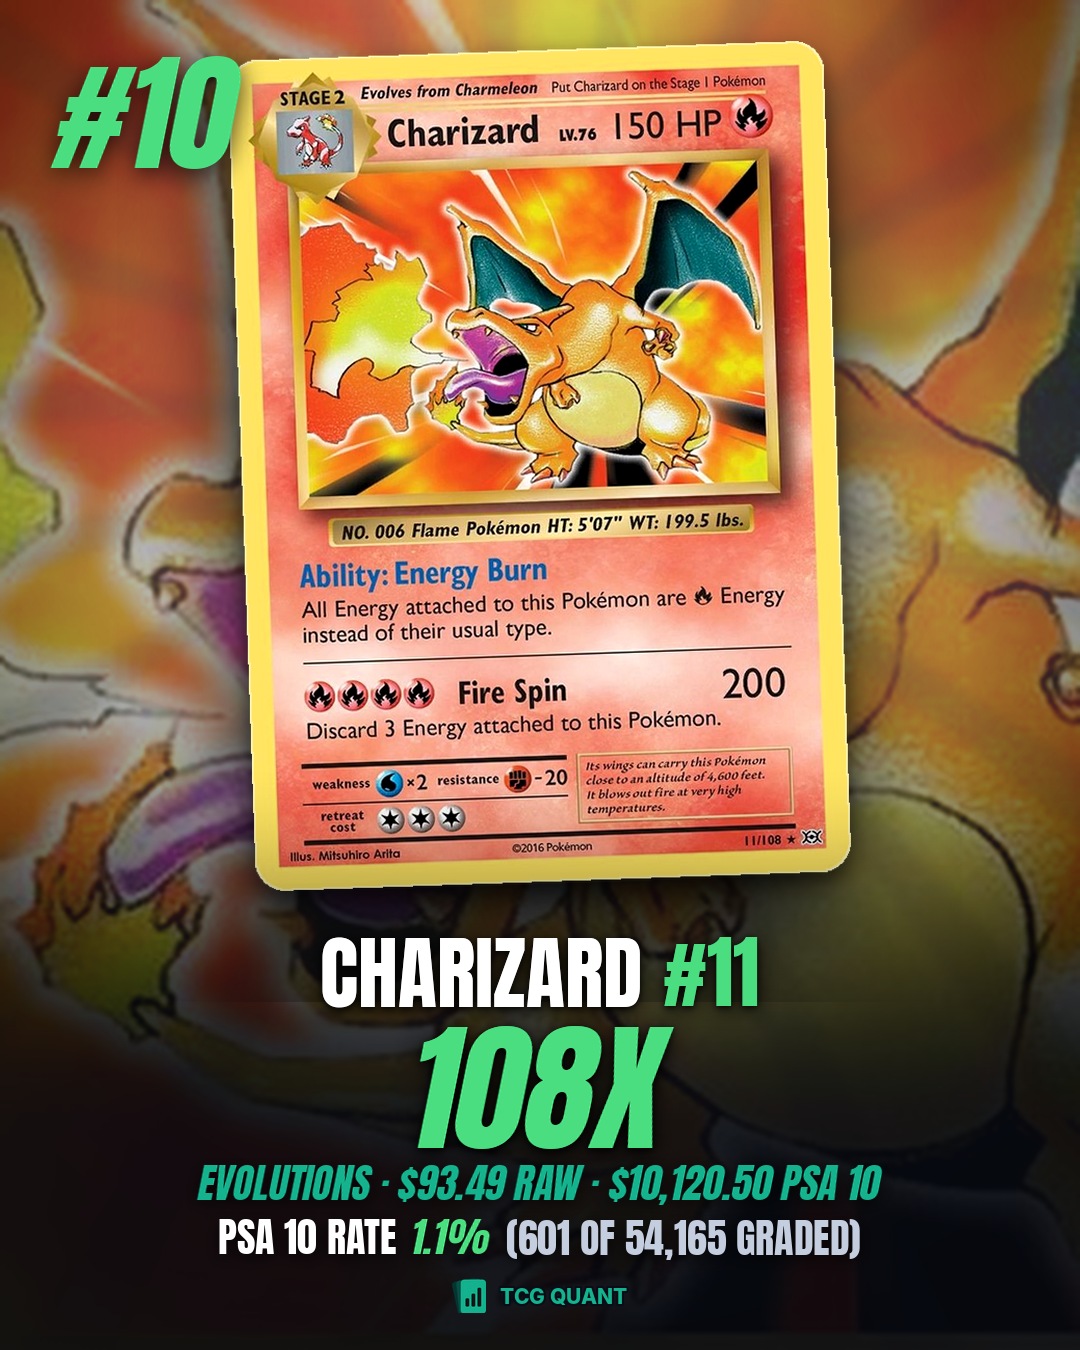 #10
STAGE 2 Evolves from Charmeleon Put Charizard on the Stage 1 Pokémon
Charizard LV.76 150 HP
NO. 006 Flame Pokémon HT: 5'07" WT: 199.5 lbs.
Ability: Energy Burn
All Energy attached to this Pokémon are Energy
instead of their usual type.
Fire Spin 200
Discard 3 Energy attached to this Pokémon.
weakness ×2 resistance -20
retreat
cost
Its wings can carry this Pokémon
close to an altitude of 4,600 feet.
It blows out fire at very high
temperatures.
Illus. Mitsuhiro Arita ©2016 Pokémon 11/108 ★
CHARIZARD #11
108X
EVOLUTIONS · $93.49 RAW · $10,120.50 PSA 10
PSA 10 RATE 1.1% (601 OF 54,165 GRADED)
TCG QUANT